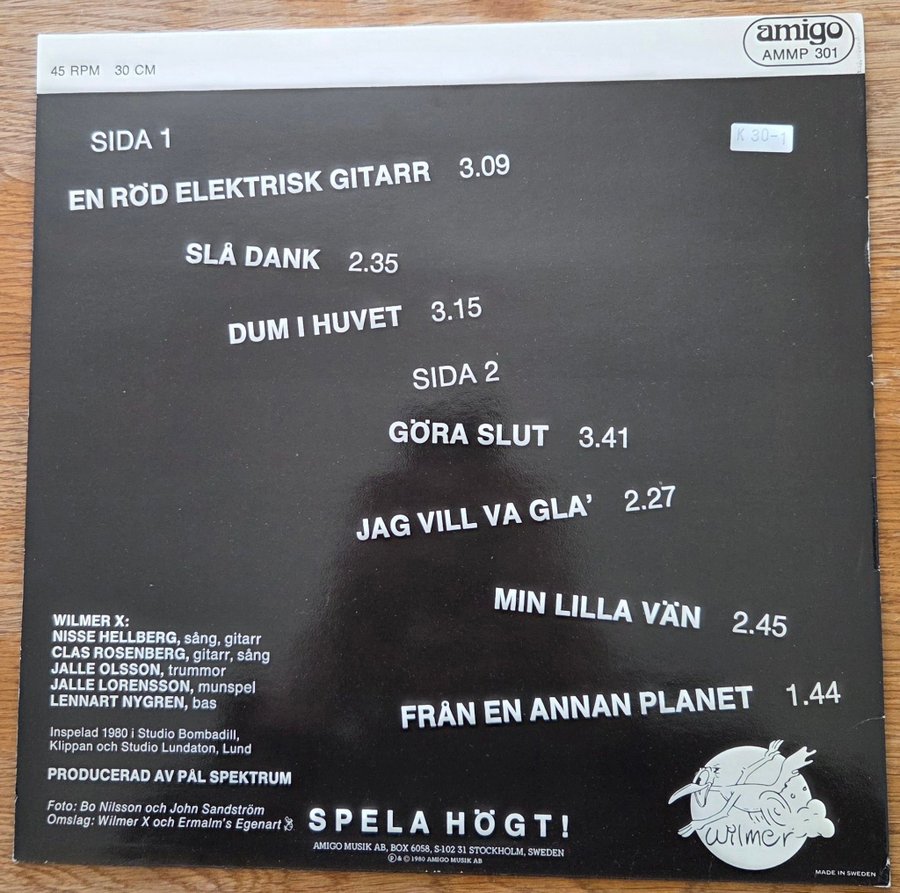 45 RPM 30 CM
amigo
AMMP 301
K 30-1
SIDA 1
EN RÖD ELEKTRISK GITARR 3.09
SLÅ DANK 2.35
DUM I HUVET 3.15
SIDA 2
GÖRA SLUT 3.41
JAG VILL VA GLA' 2.27
MIN LILLA VÄN 2.45
FRÅN EN ANNAN PLANET 1.44
WILMER X:
NISSE HELLBERG, sång, gitarr
CLAS ROSENBERG, gitarr, sång
JALLE OLSSON, trummor
JALLE LORENSSON, munspel
LENNART NYGREN, bas
Inspelad 1980 i Studio Bombadill,
Klippan och Studio Lundaton, Lund
PRODUCERAD AV PÅL SPEKTRUM
Foto: Bo Nilsson och John Sandström
Omslag: Wilmer X och Ermalm's Egenart
SPELA HÖGT!
AMIGO MUSIK AB, BOX 6058, S-102 31 STOCKHOLM, SWEDEN
Ⓟ & © 1980 AMIGO MUSIK AB
wilmer
MADE IN SWEDEN